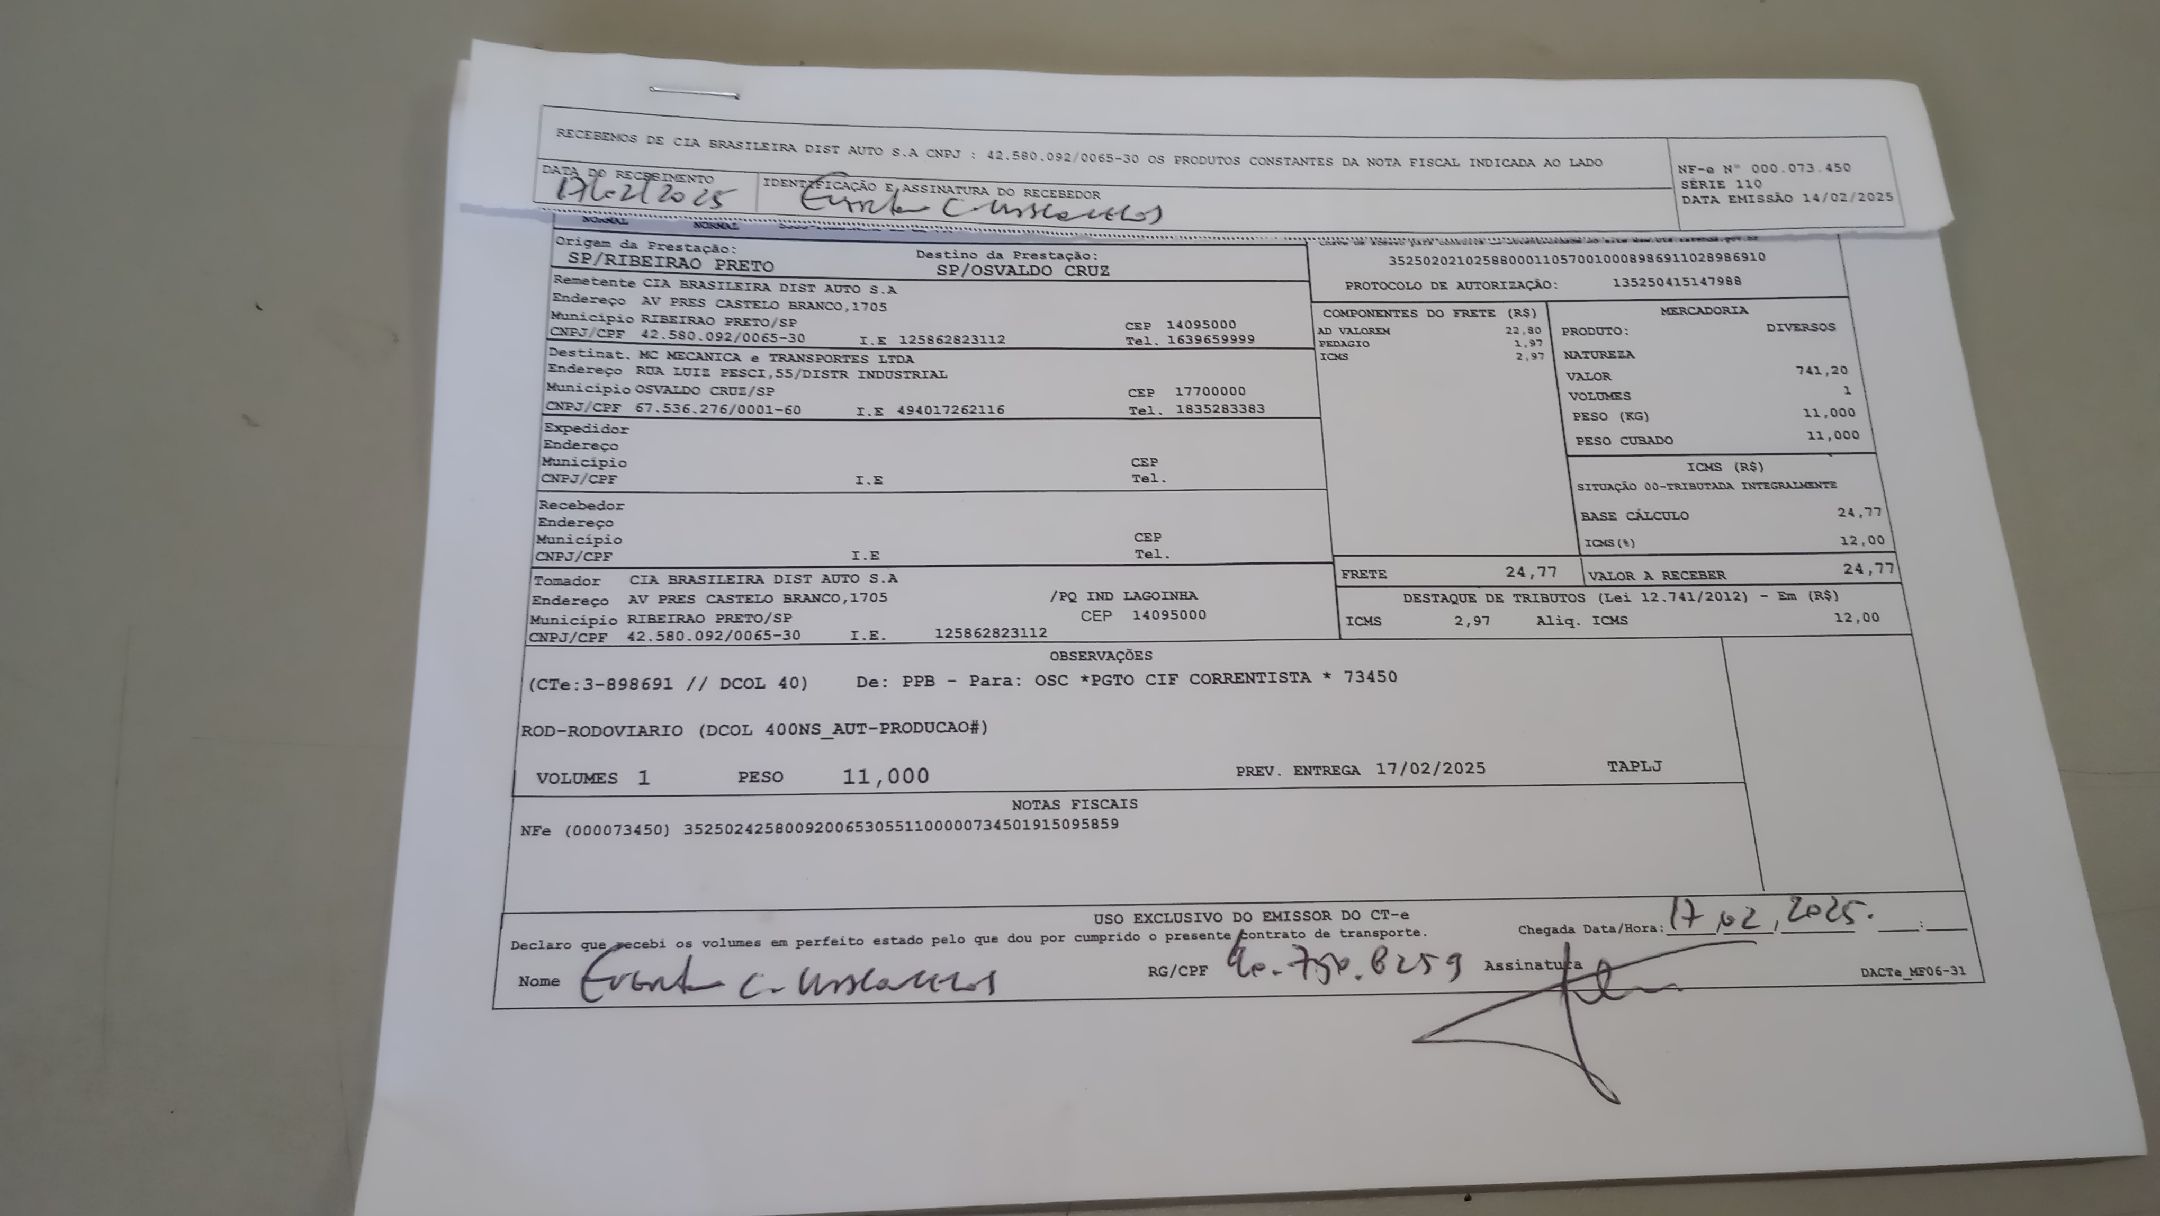 RECEBEMOS DE CIA BRASILEIRA DIST AUTO S.A CNPJ : 42.580.092/0065-30 OS PRODUTOS CONSTANTES DA NOTA FISCAL INDICADA AO LADO
NF-e N° 000.073.450
SÉRIE 110
DATA EMISSÃO 14/02/2025
DATA DO RECEBIMENTO
17/02/2025
IDENTIFICAÇÃO E ASSINATURA DO RECEBEDOR
NORMAL NORMAL
Origem da Prestação:
SP/RIBEIRAO PRETO
Destino da Prestação:
SP/OSVALDO CRUZ
35250202102588000110570010008986911028986910
PROTOCOLO DE AUTORIZAÇÃO: 135250415147988
Remetente CIA BRASILEIRA DIST AUTO S.A
Endereço AV PRES CASTELO BRANCO,1705
Município RIBEIRAO PRETO/SP CEP 14095000
CNPJ/CPF 42.580.092/0065-30 I.E 125862823112 Tel. 1639659999
Destinat. MC MECANICA e TRANSPORTES LTDA
Endereço RUA LUIZ PESCI,55/DISTR INDUSTRIAL
Município OSVALDO CRUZ/SP CEP 17700000
CNPJ/CPF 67.536.276/0001-60 I.E 494017262116 Tel. 1835283383
Expedidor
Endereço
Município CEP
CNPJ/CPF I.E Tel.
Recebedor
Endereço
Município CEP
CNPJ/CPF I.E Tel.
Tomador CIA BRASILEIRA DIST AUTO S.A
Endereço AV PRES CASTELO BRANCO,1705 /PQ IND LAGOINHA
Município RIBEIRAO PRETO/SP CEP 14095000
CNPJ/CPF 42.580.092/0065-30 I.E. 125862823112
COMPONENTES DO FRETE (R$)
AD VALOREM 22,80
PEDAGIO 1,97
ICMS 2,97
MERCADORIA
PRODUTO: DIVERSOS
NATUREZA
VALOR 741,20
VOLUMES 1
PESO (KG) 11,000
PESO CUBADO 11,000
ICMS (R$)
SITUAÇÃO 00-TRIBUTADA INTEGRALMENTE
BASE CÁLCULO 24,77
ICMS(%) 12,00
FRETE 24,77 VALOR A RECEBER 24,77
DESTAQUE DE TRIBUTOS (Lei 12.741/2012) - Em (R$)
ICMS 2,97 Aliq. ICMS 12,00
OBSERVAÇÕES
(CTe:3-898691 // DCOL 40) De: PPB - Para: OSC *PGTO CIF CORRENTISTA * 73450
ROD-RODOVIARIO (DCOL 400NS_AUT-PRODUCAO#)
VOLUMES 1 PESO 11,000 PREV. ENTREGA 17/02/2025 TAPLJ
NOTAS FISCAIS
NFe (000073450) 35250242580092006530551100000734501915095859
USO EXCLUSIVO DO EMISSOR DO CT-e
Declaro que recebi os volumes em perfeito estado pelo que dou por cumprido o presente contrato de transporte.
Chegada Data/Hora: 17,02,2025. :
Nome
RG/CPF
Assinatura
DACTe_MF06-31